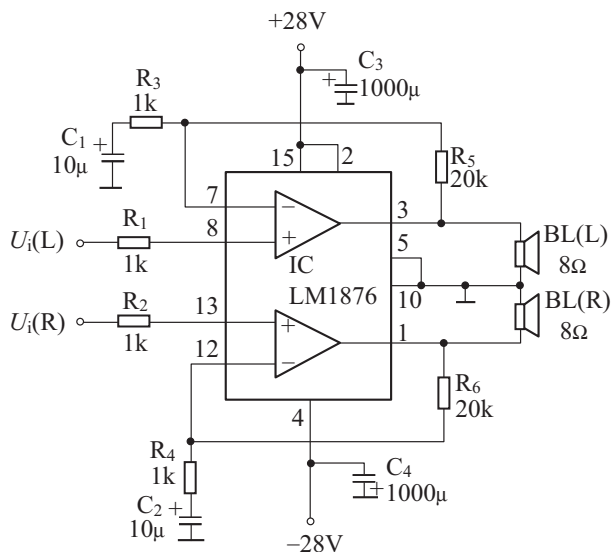 +28V
C3
1000μ
R3
1k
C1
10μ
15
2
R5
20k
7
3
Ui(L)
R1
1k
8
5
BL(L)
8Ω
IC
LM1876
10
Ui(R)
R2
1k
13
BL(R)
8Ω
12
1
R6
20k
4
R4
1k
C4
1000μ
C2
10μ
−28V